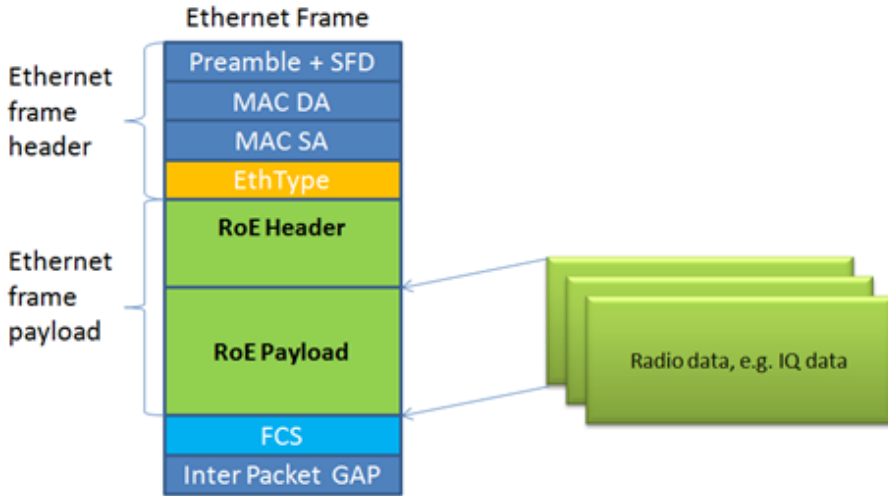 Ethernet Frame
Preamble + SFD
MAC DA
MAC SA
EthType
RoE Header
RoE Payload
FCS
Inter Packet GAP
Ethernet
frame
header
Ethernet
frame
payload
Radio data, e.g. IQ data